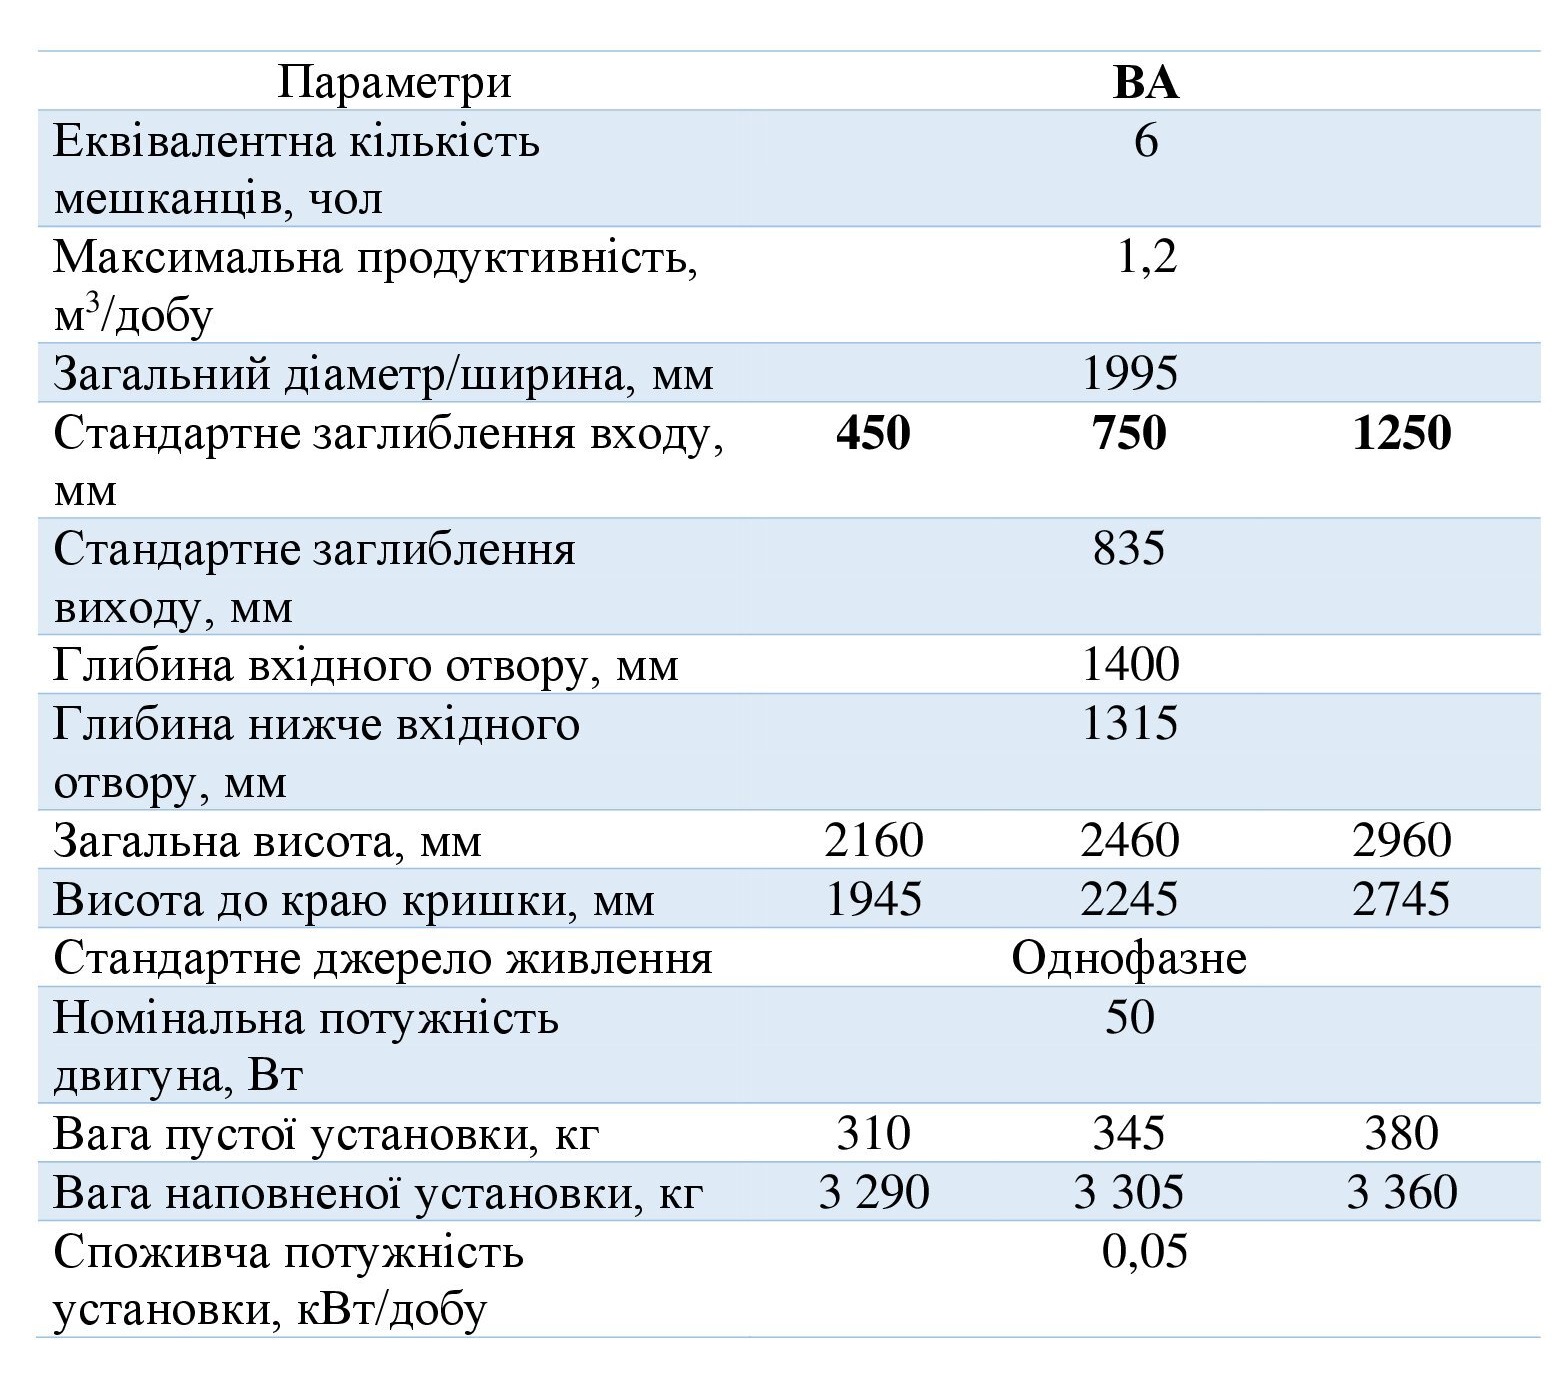 Параметри ВА
Еквівалентна кількість 6
мешканців, чол
Максимальна продуктивність, 1,2
м³/добу
Загальний діаметр/ширина, мм 1995
Стандартне заглиблення входу, 450 750 1250
мм
Стандартне заглиблення 835
виходу, мм
Глибина вхідного отвору, мм 1400
Глибина нижче вхідного 1315
отвору, мм
Загальна висота, мм 2160 2460 2960
Висота до краю кришки, мм 1945 2245 2745
Стандартне джерело живлення Однофазне
Номінальна потужність 50
двигуна, Вт
Вага пустої установки, кг 310 345 380
Вага наповненої установки, кг 3 290 3 305 3 360
Споживча потужність 0,05
установки, кВт/добу